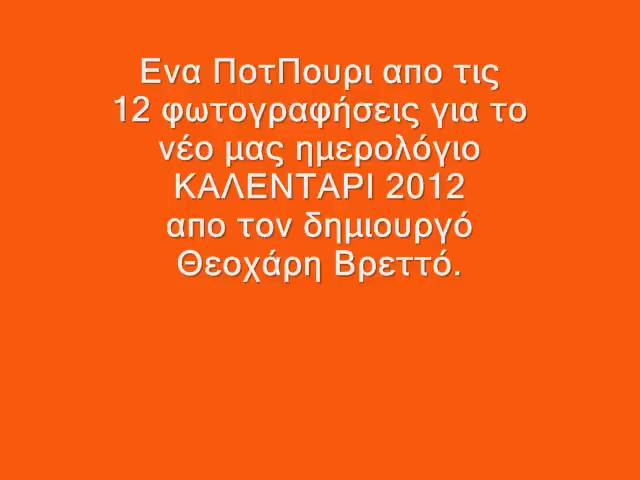 Ενα ΠοτΠουρι απο τις
12 φωτογραφήσεις για το
νέο μας ημερολόγιο
ΚΑΛΕΝΤΑΡΙ 2012
απο τον δημιουργό
Θεοχάρη Βρεττό.